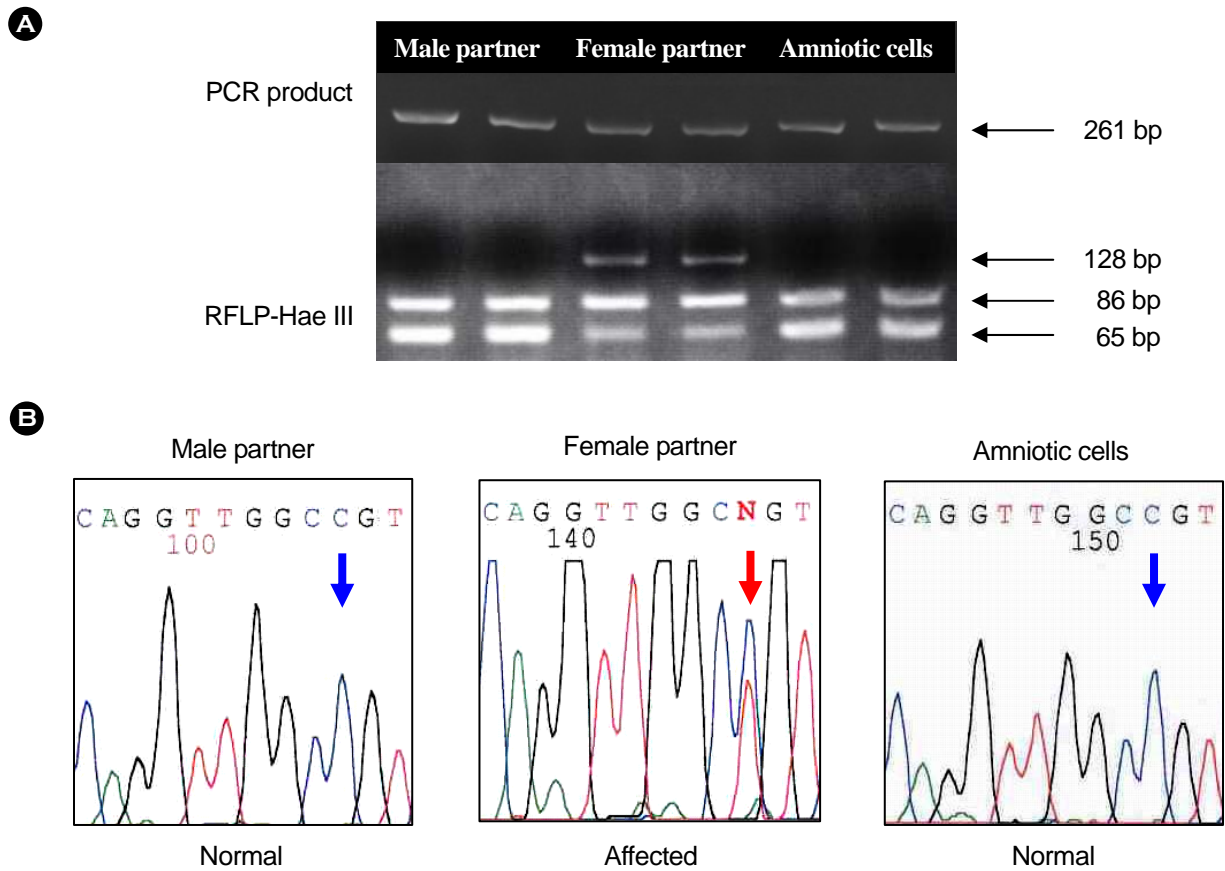 A
Male partner Female partner Amniotic cells
PCR product
261 bp
128 bp
86 bp
RFLP-Hae III
65 bp
B
Male partner Female partner Amniotic cells
CAGGTTGGCCGT CAGGTTGGCNGT CAGGTTGGCCGT
100 140 150
Normal Affected Normal